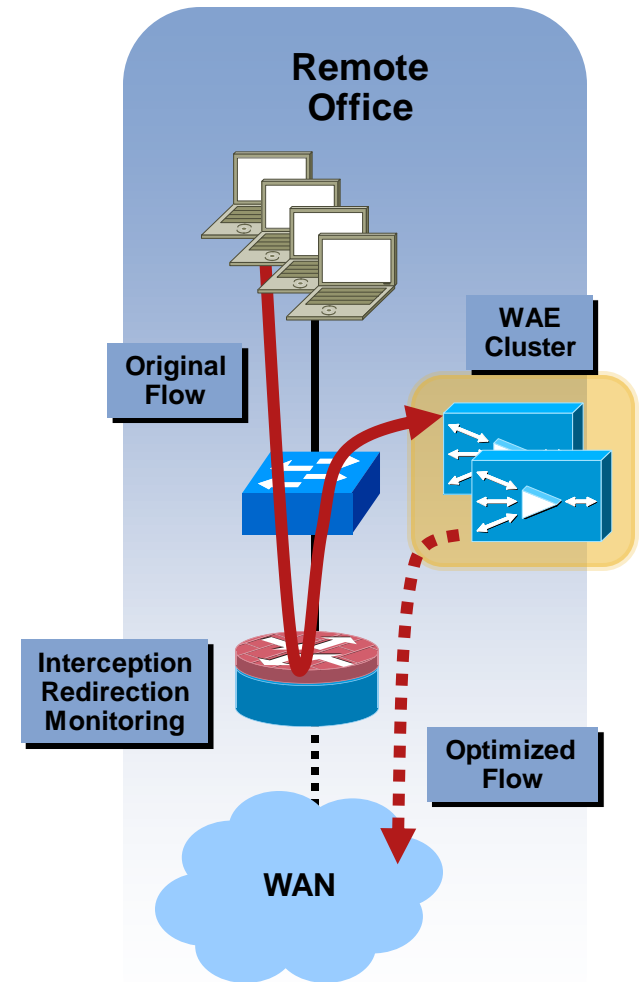 Remote
Office
WAE
Cluster
Original
Flow
Interception
Redirection
Monitoring
Optimized
Flow
WAN